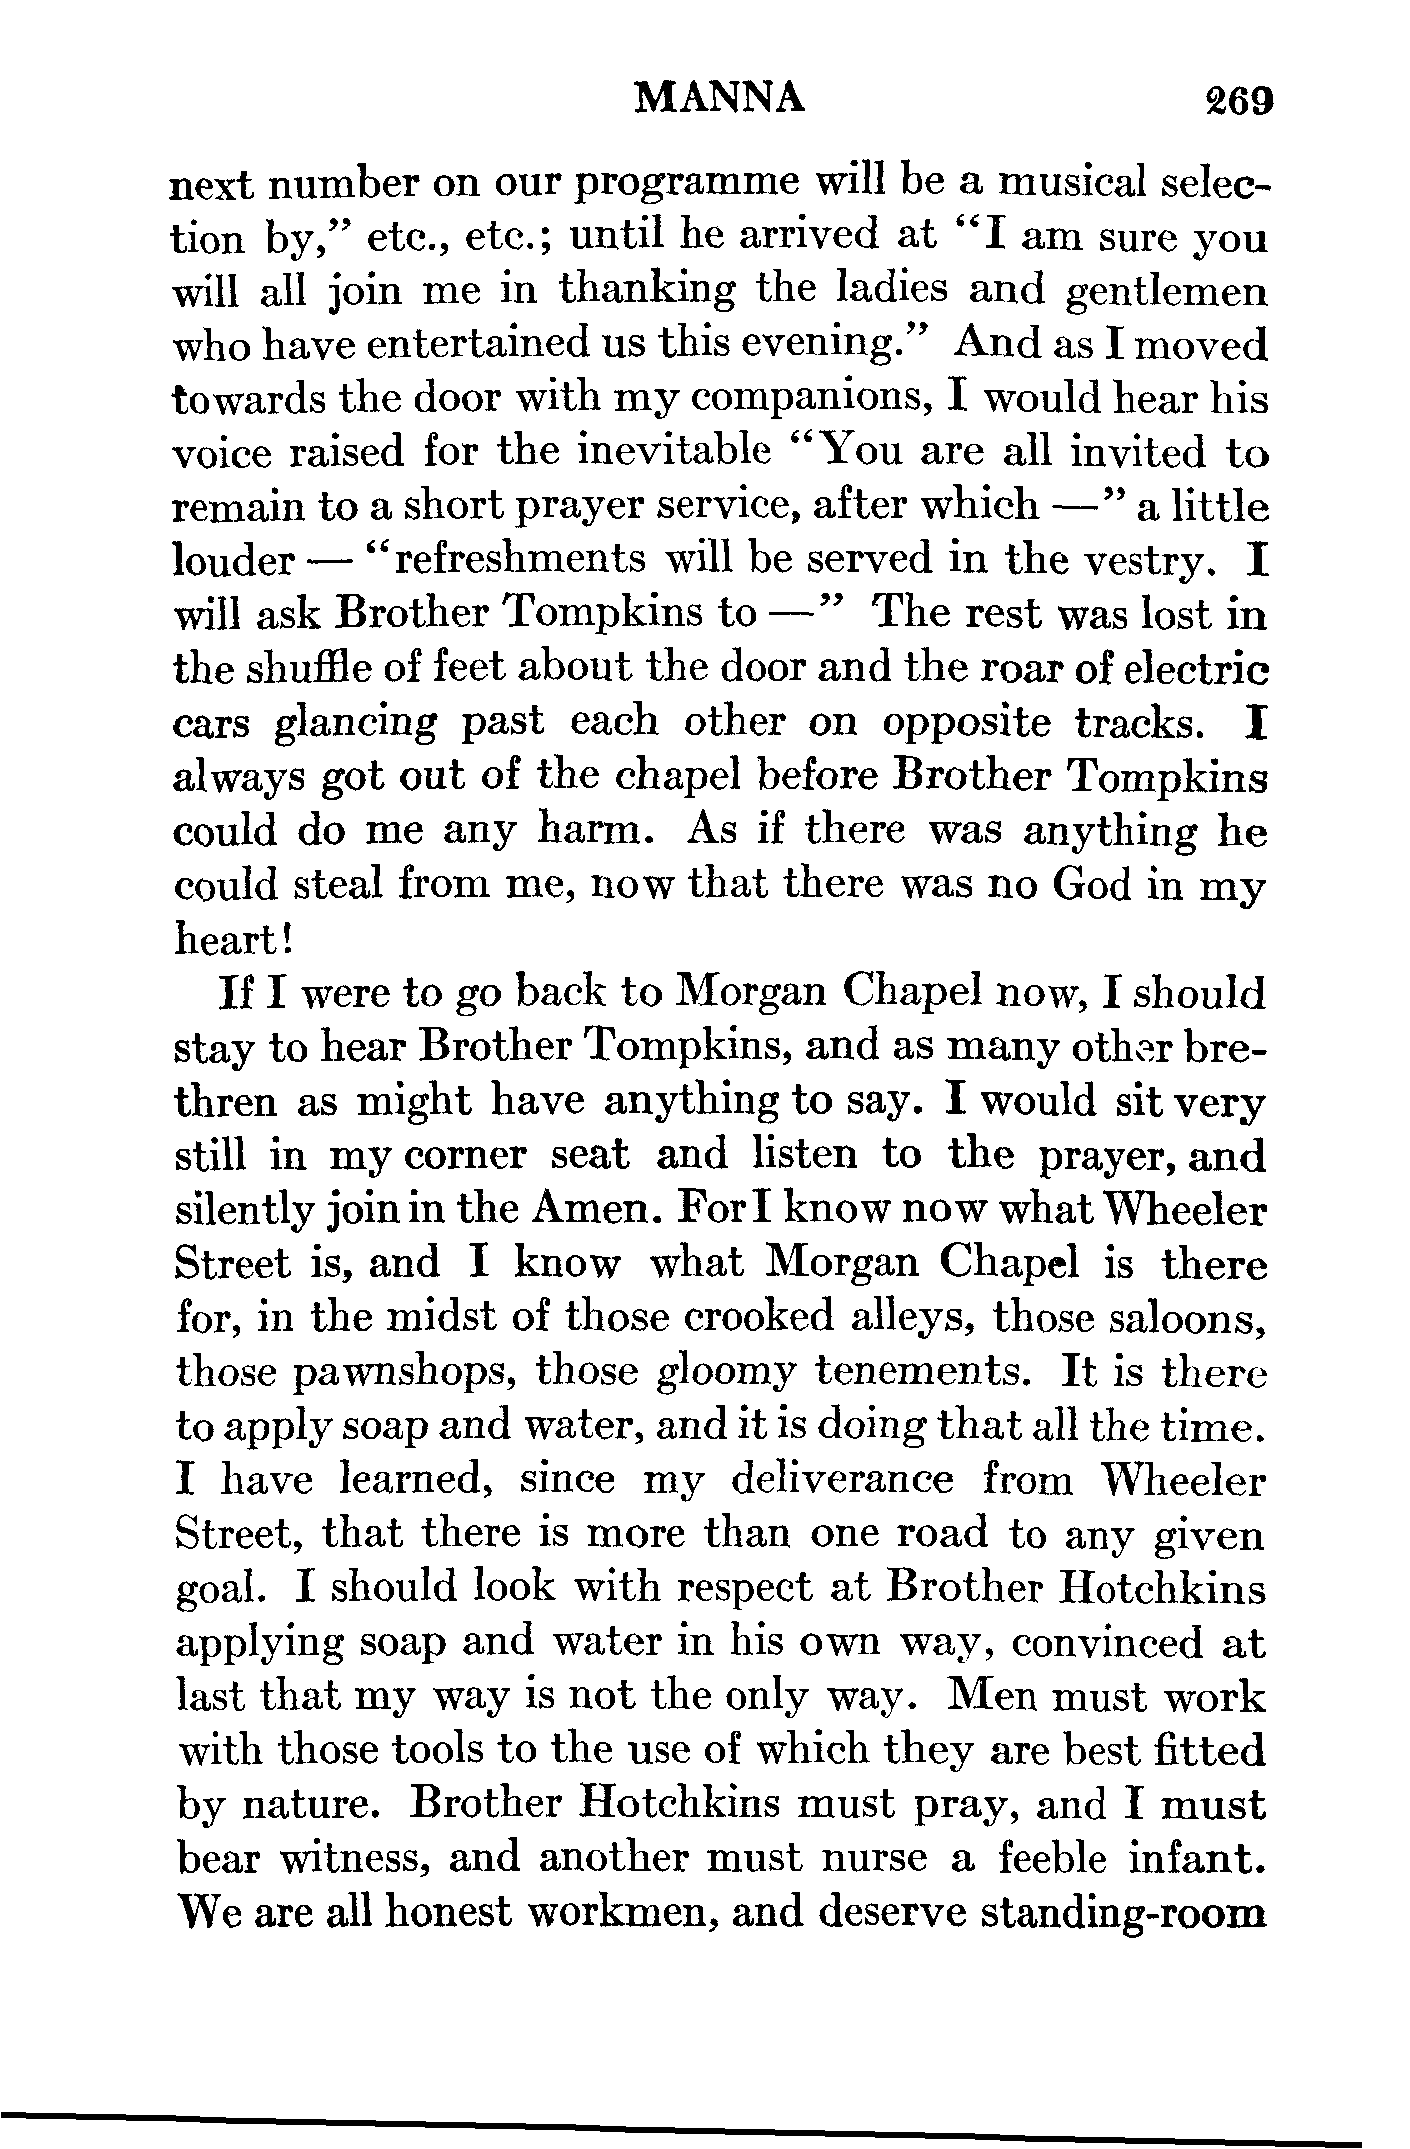 MANNA 269
next number on our programme will be a musical selec-
tion by,” etc., etc.; until he arrived at “I am sure you
will all join me in thanking the ladies and gentlemen
who have entertained us this evening.” And as I moved
towards the door with my companions, I would hear his
voice raised for the inevitable “You are all invited to
remain to a short prayer service, after which —” a little
louder — “refreshments will be served in the vestry. I
will ask Brother Tompkins to —” The rest was lost in
the shuffle of feet about the door and the roar of electric
cars glancing past each other on opposite tracks. I
always got out of the chapel before Brother Tompkins
could do me any harm. As if there was anything he
could steal from me, now that there was no God in my
heart!
If I were to go back to Morgan Chapel now, I should
stay to hear Brother Tompkins, and as many other bre-
thren as might have anything to say. I would sit very
still in my corner seat and listen to the prayer, and
silently join in the Amen. For I know now what Wheeler
Street is, and I know what Morgan Chapel is there
for, in the midst of those crooked alleys, those saloons,
those pawnshops, those gloomy tenements. It is there
to apply soap and water, and it is doing that all the time.
I have learned, since my deliverance from Wheeler
Street, that there is more than one road to any given
goal. I should look with respect at Brother Hotchkins
applying soap and water in his own way, convinced at
last that my way is not the only way. Men must work
with those tools to the use of which they are best fitted
by nature. Brother Hotchkins must pray, and I must
bear witness, and another must nurse a feeble infant.
We are all honest workmen, and deserve standing-room